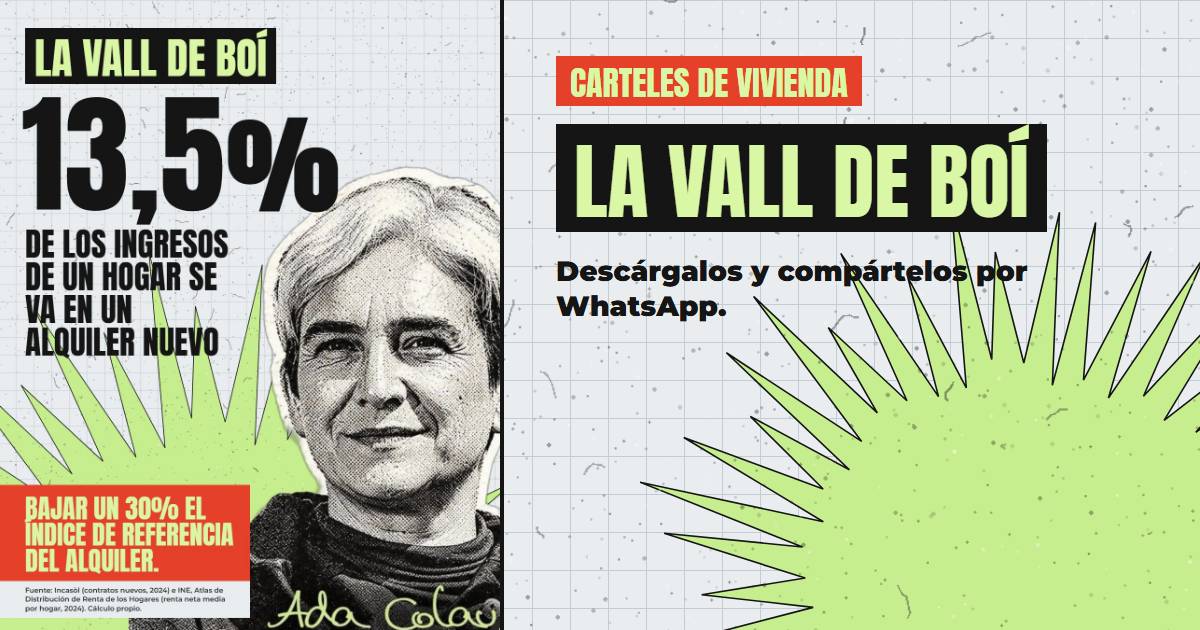 LA VALL DE BOÍ
13,5%
DE LOS INGRESOS
DE UN HOGAR SE
VA EN UN
ALQUILER NUEVO
BAJAR UN 30% EL
ÍNDICE DE REFERENCIA
DEL ALQUILER.
Fuente: Incasòl (contratos nuevos, 2024) e INE, Atlas de
Distribución de Renta de los Hogares (renta neta media
por hogar, 2024). Cálculo propio.
Ada Colau
CARTELES DE VIVIENDA
LA VALL DE BOÍ
Descárgalos y compártelos por
WhatsApp.